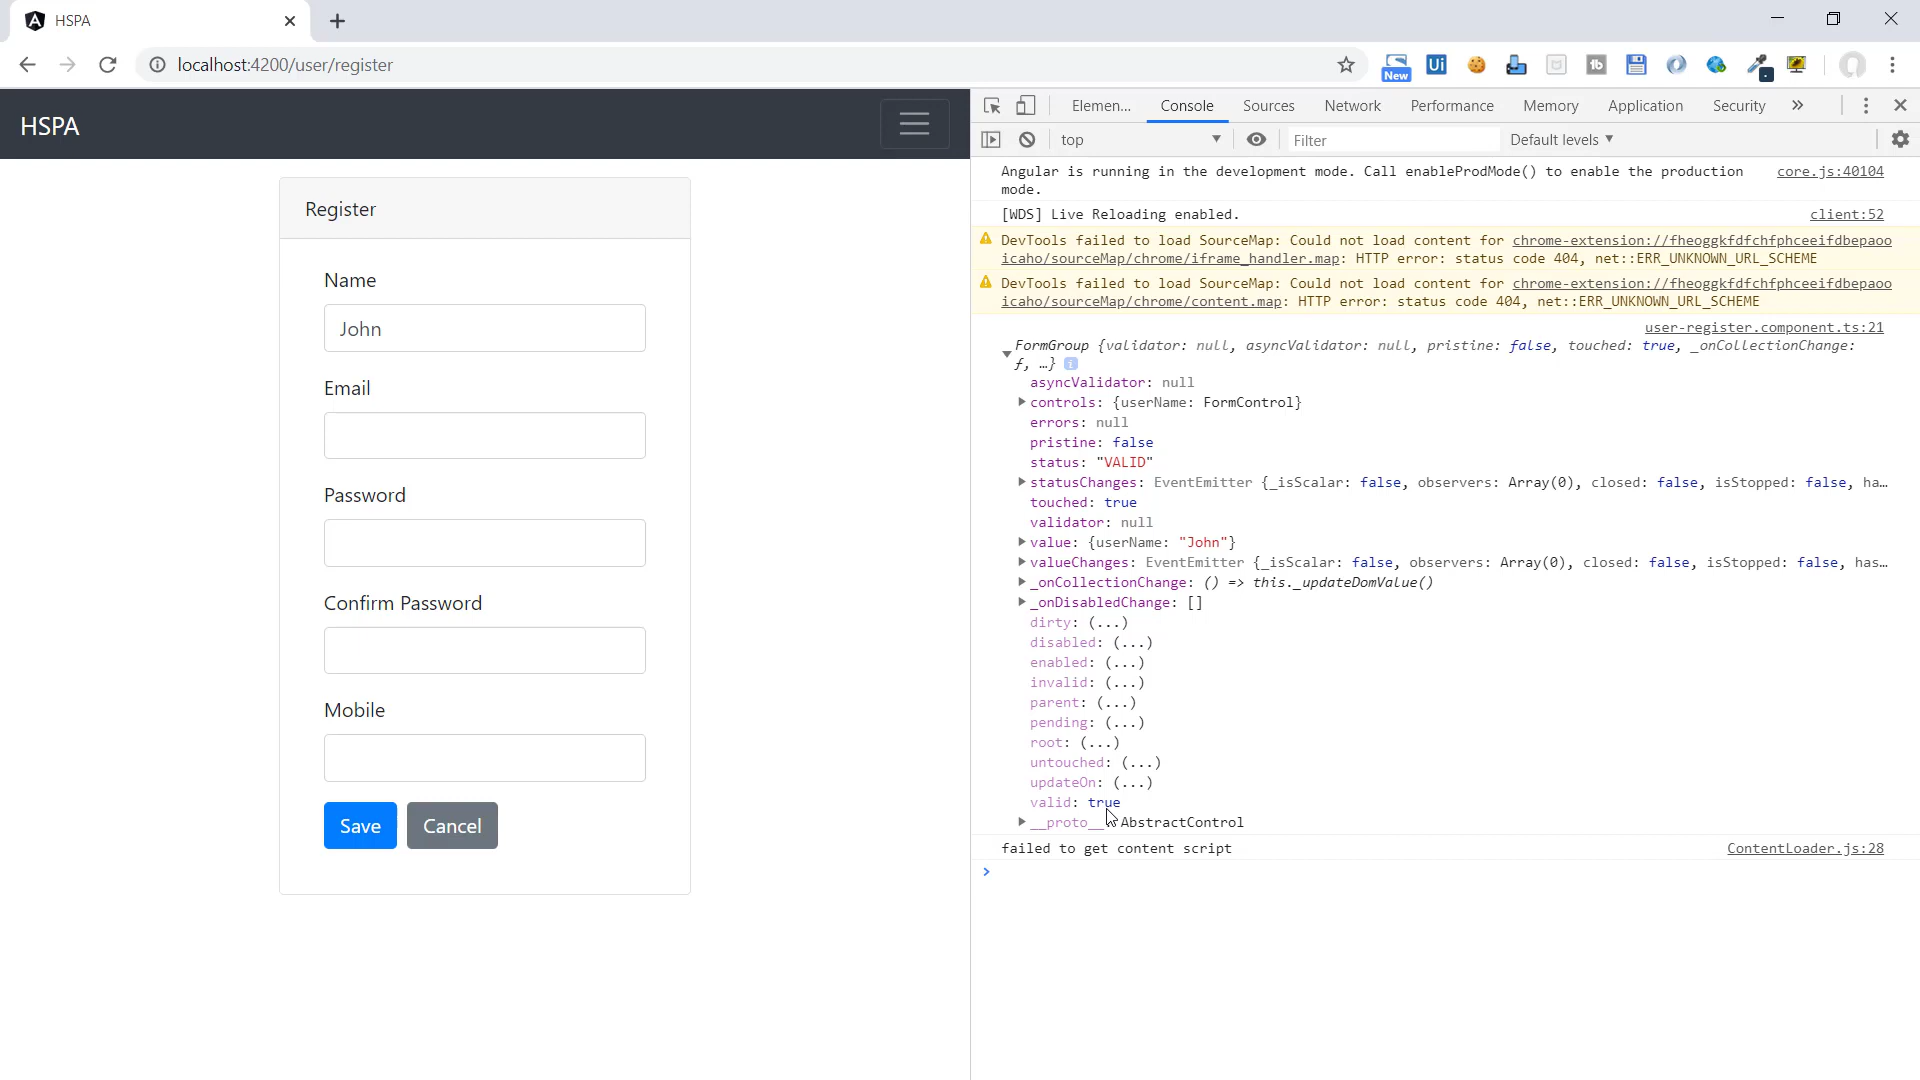 HSPA
localhost:4200/user/register
New
Ui
tb
HSPA
Register
Name
John
Email
Password
Confirm Password
Mobile
Save Cancel
Elemen... Console Sources Network Performance Memory Application Security »
top Filter Default levels
Angular is running in the development mode. Call enableProdMode() to enable the production core.js:40104
mode.
[WDS] Live Reloading enabled. client:52
DevTools failed to load SourceMap: Could not load content for chrome-extension://fheoggkfdfchfphceeifdbepaoo
icaho/sourceMap/chrome/iframe_handler.map: HTTP error: status code 404, net::ERR_UNKNOWN_URL_SCHEME
DevTools failed to load SourceMap: Could not load content for chrome-extension://fheoggkfdfchfphceeifdbepaoo
icaho/sourceMap/chrome/content.map: HTTP error: status code 404, net::ERR_UNKNOWN_URL_SCHEME
user-register.component.ts:21
FormGroup {validator: null, asyncValidator: null, pristine: false, touched: true, _onCollectionChange:
ƒ, …} i
asyncValidator: null
controls: {userName: FormControl}
errors: null
pristine: false
status: "VALID"
statusChanges: EventEmitter {_isScalar: false, observers: Array(0), closed: false, isStopped: false, ha…
touched: true
validator: null
value: {userName: "John"}
valueChanges: EventEmitter {_isScalar: false, observers: Array(0), closed: false, isStopped: false, has…
_onCollectionChange: () => this._updateDomValue()
_onDisabledChange: []
dirty: (...)
disabled: (...)
enabled: (...)
invalid: (...)
parent: (...)
pending: (...)
root: (...)
untouched: (...)
updateOn: (...)
valid: true
__proto__ AbstractControl
failed to get content script ContentLoader.js:28